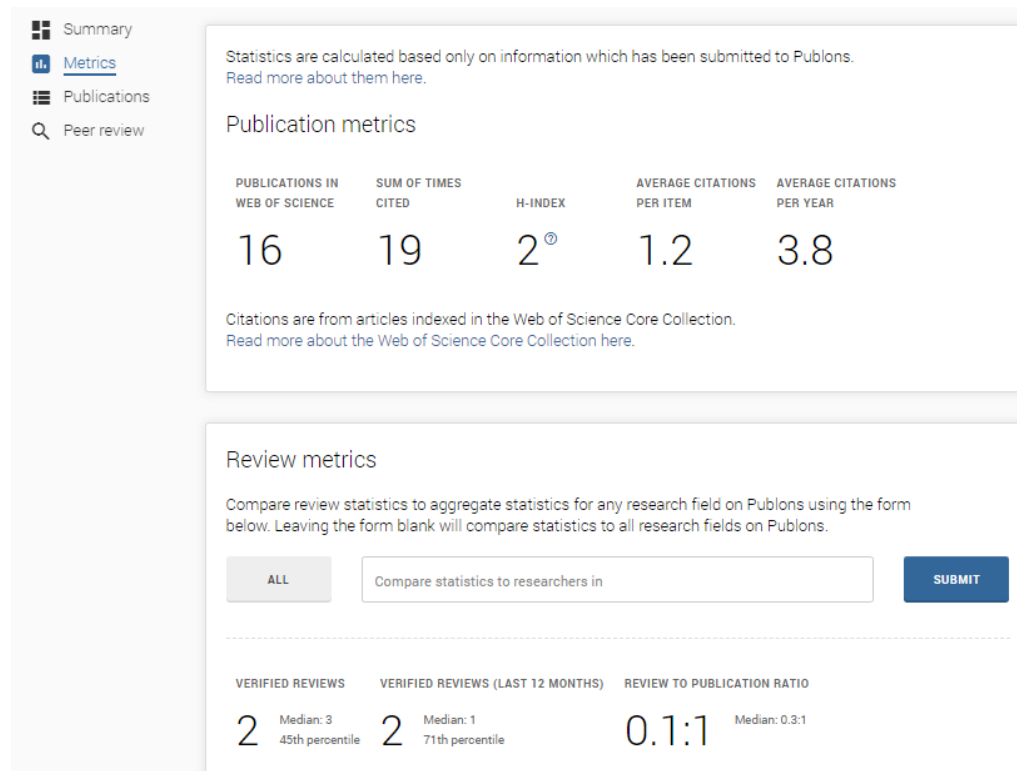 Summary
Metrics
Publications
Peer review
Statistics are calculated based only on information which has been submitted to Publons.
Read more about them here.
Publication metrics
PUBLICATIONS IN
WEB OF SCIENCE
SUM OF TIMES
CITED
H-INDEX
AVERAGE CITATIONS
PER ITEM
AVERAGE CITATIONS
PER YEAR
16
19
2 ?
1.2
3.8
Citations are from articles indexed in the Web of Science Core Collection.
Read more about the Web of Science Core Collection here.
Review metrics
Compare review statistics to aggregate statistics for any research field on Publons using the form
below. Leaving the form blank will compare statistics to all research fields on Publons.
ALL
Compare statistics to researchers in
SUBMIT
VERIFIED REVIEWS
2
Median: 3
45th percentile
VERIFIED REVIEWS (LAST 12 MONTHS)
2
Median: 1
71th percentile
REVIEW TO PUBLICATION RATIO
0.1:1
Median: 0.3:1